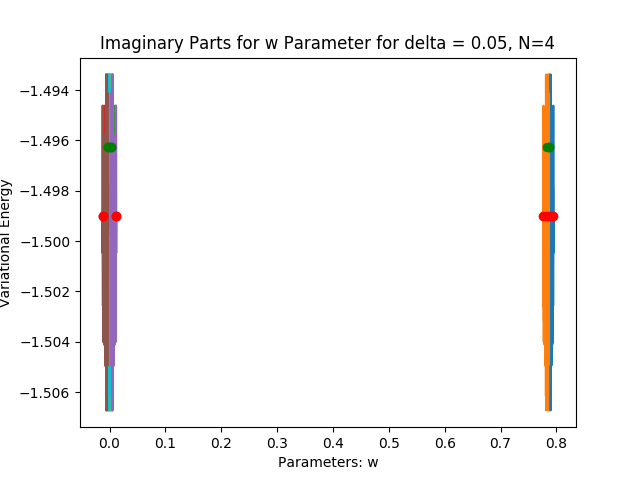 Imaginary Parts for w Parameter for delta = 0.05, N=4
Variational Energy
−1.494
−1.496
−1.498
−1.500
−1.502
−1.504
−1.506
0.0 0.1 0.2 0.3 0.4 0.5 0.6 0.7 0.8
Parameters: w